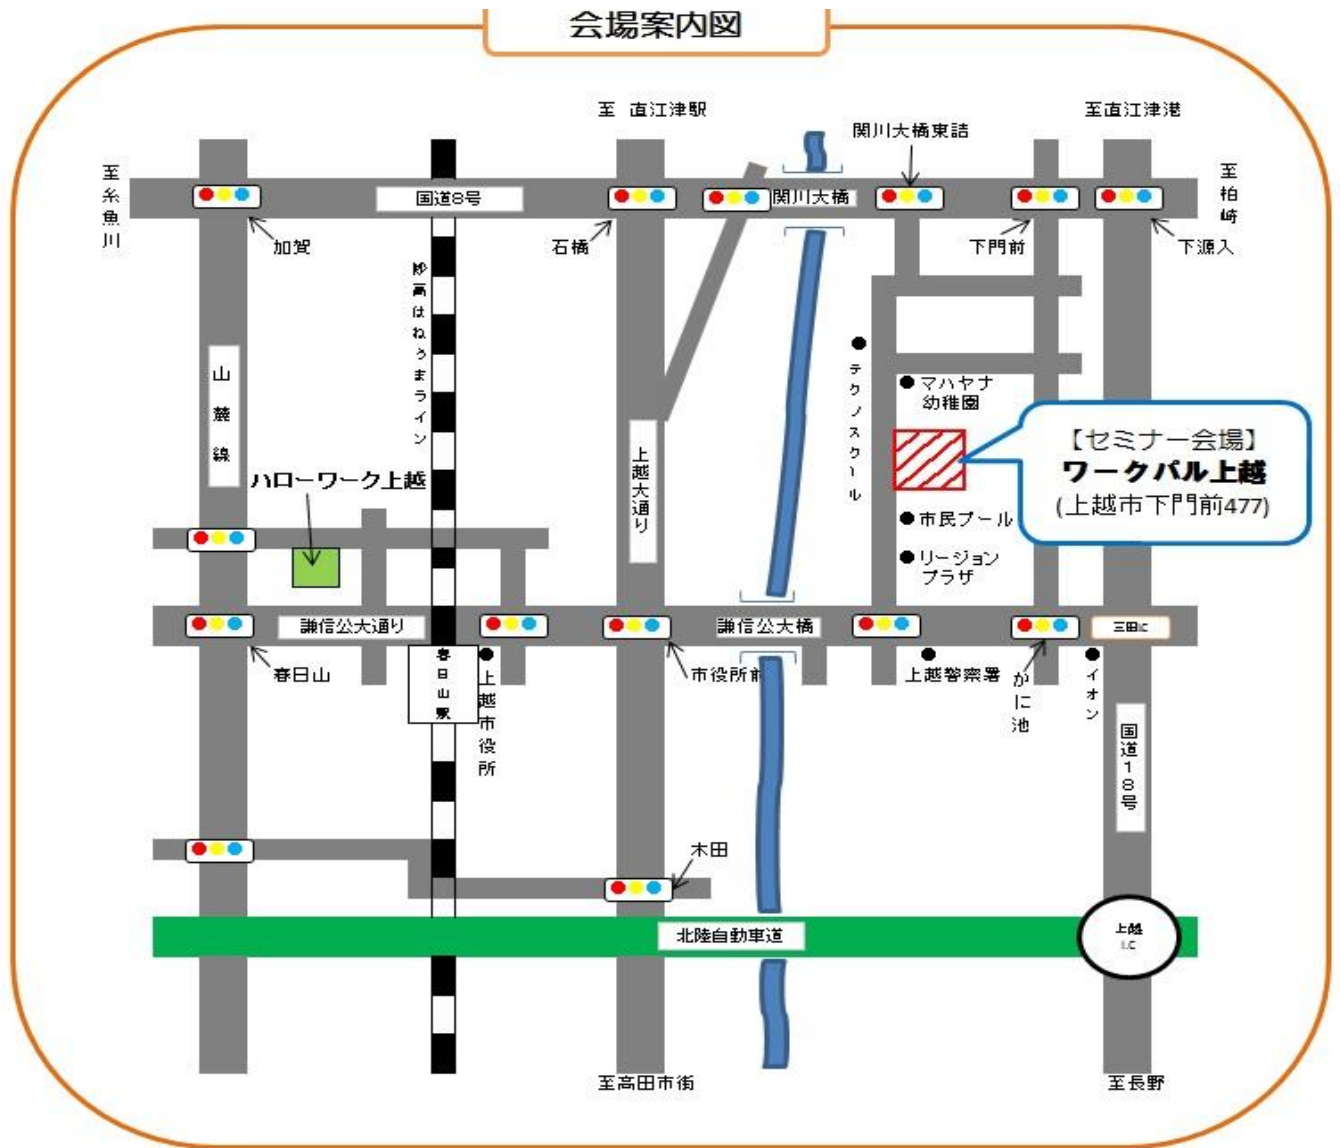 会場案内図
至 直江津駅
至直江津港
関川大橋東詰
至糸魚川
国道8号
関川大橋
至柏崎
加賀
石橋
下門前
下源入
妙高はねうまライン
山麓線
テクノスクール
マハヤナ
幼稚園
上越大通り
【セミナー会場】
ワークパル上越
(上越市下門前477)
ハローワーク上越
市民プール
リージョン
プラザ
謙信公大通り
謙信公大橋
三田IC
春日山
春日山駅
上越市役所
市役所前
上越警察署
かに池
イオン
国道18号
木田
北陸自動車道
上越
I.C
至高田市街
至長野